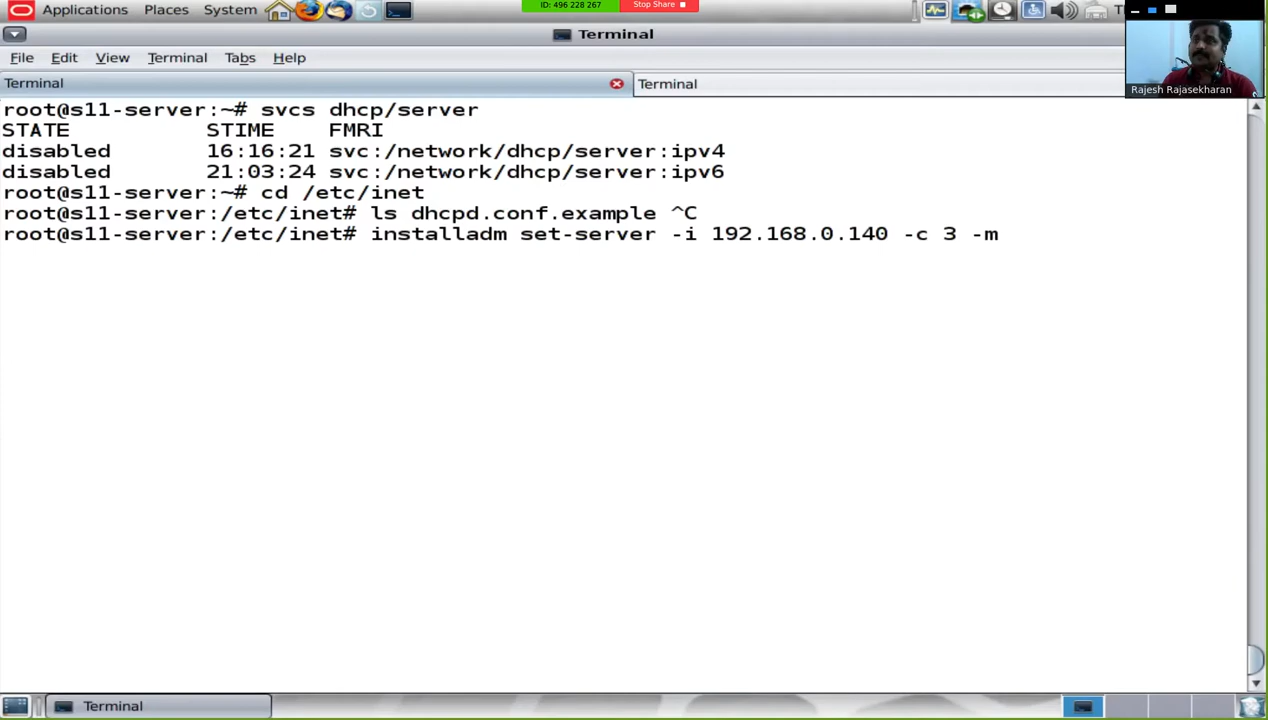 Applications Places System
ID: 496 228 267
Stop Share
Terminal
File Edit View Terminal Tabs Help
Terminal
Terminal
Rajesh Rajasekharan
root@s11-server:~# svcs dhcp/server
STATE STIME FMRI
disabled 16:16:21 svc:/network/dhcp/server:ipv4
disabled 21:03:24 svc:/network/dhcp/server:ipv6
root@s11-server:~# cd /etc/inet
root@s11-server:/etc/inet# ls dhcpd.conf.example ^C
root@s11-server:/etc/inet# installadm set-server -i 192.168.0.140 -c 3 -m
Terminal